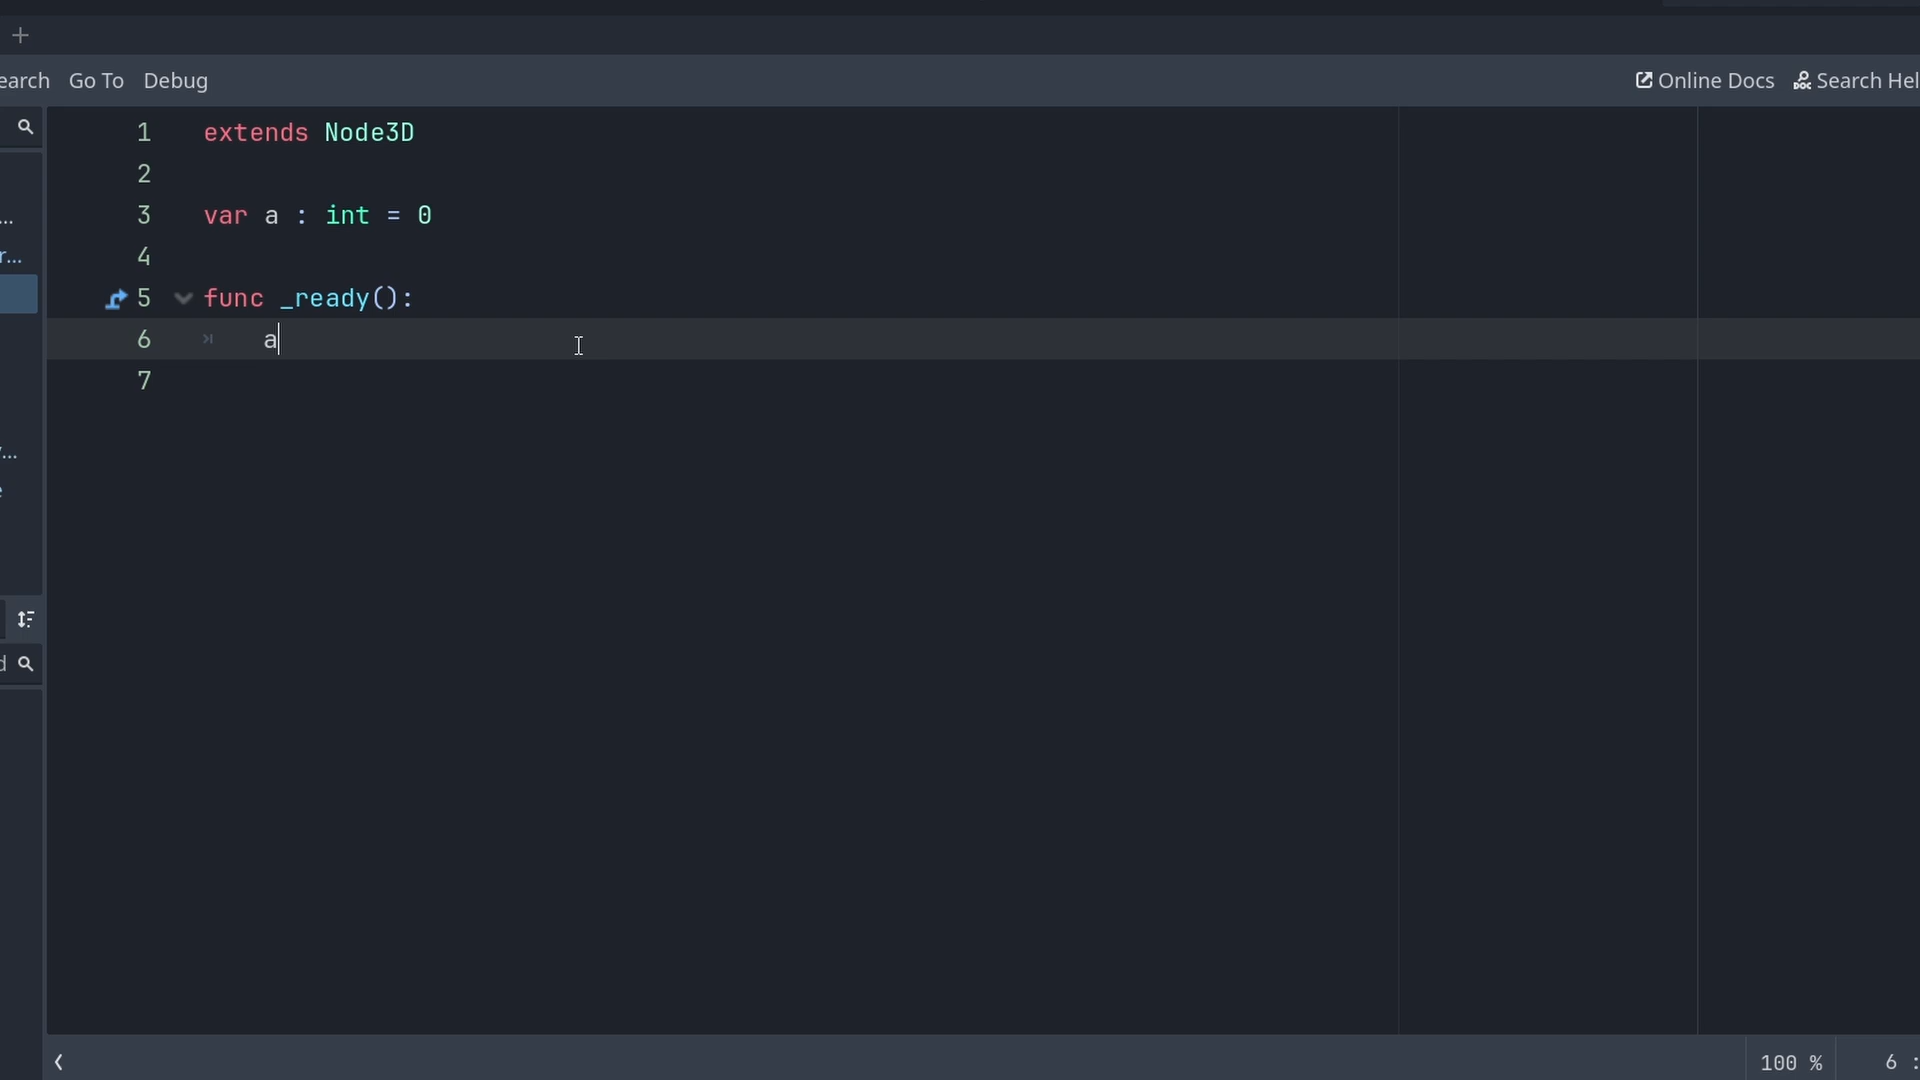 +
earch Go To Debug
Online Docs Search Hel
1 extends Node3D
2
3 var a : int = 0
4
5 func _ready():
6 a
7
...
r...
...
e
d
100 %
6 :